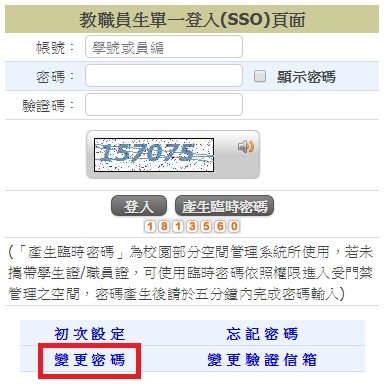 教職員生單一登入(SSO)頁面
帳號： 學號或員編
密碼： 顯示密碼
驗證碼：
157075
登入 產生臨時密碼
18183560
(「產生臨時密碼」為校園部分空間管理系統所使用，若未
攜帶學生證/職員證，可使用臨時密碼依照權限進入受門禁
管理之空間，密碼產生後請於五分鐘內完成密碼輸入)
初次設定 忘記密碼
變更密碼 變更驗證信箱